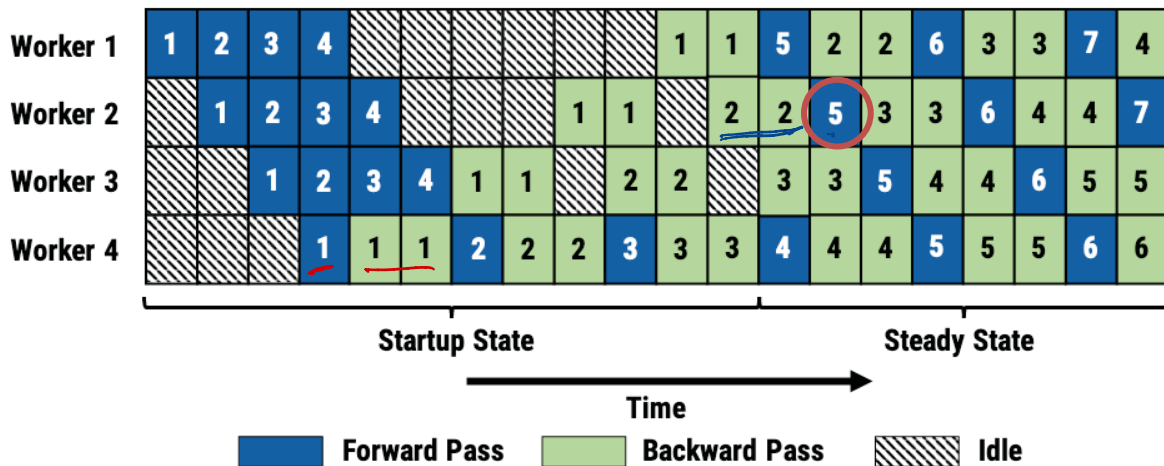 Worker 1 1 2 3 4 1 1 5 2 2 6 3 3 7 4
Worker 2 1 2 3 4 1 1 2 2 5 3 3 6 4 4 7
Worker 3 1 2 3 4 1 1 2 2 3 3 5 4 4 6 5 5
Worker 4 1 1 1 2 2 2 3 3 3 4 4 4 5 5 5 6 6
Startup State Steady State
Time
Forward Pass Backward Pass Idle